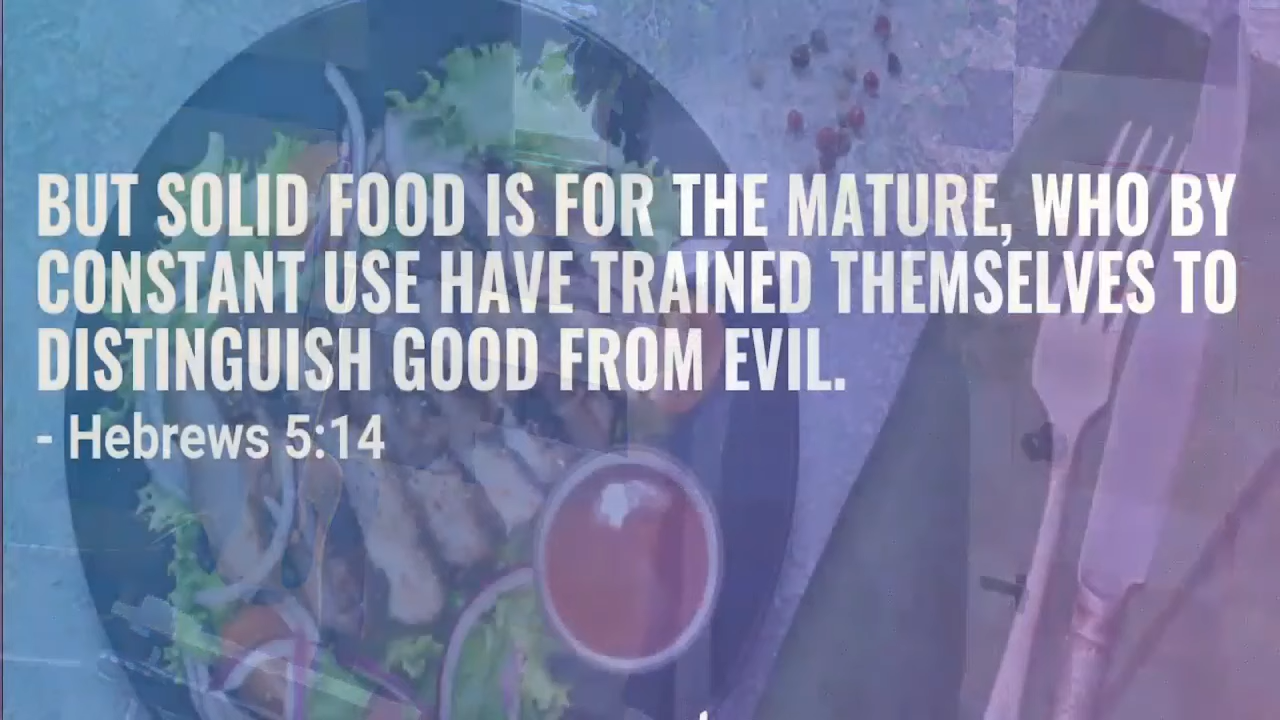 BUT SOLID FOOD IS FOR THE MATURE, WHO BY
CONSTANT USE HAVE TRAINED THEMSELVES TO
DISTINGUISH GOOD FROM EVIL.
- Hebrews 5:14